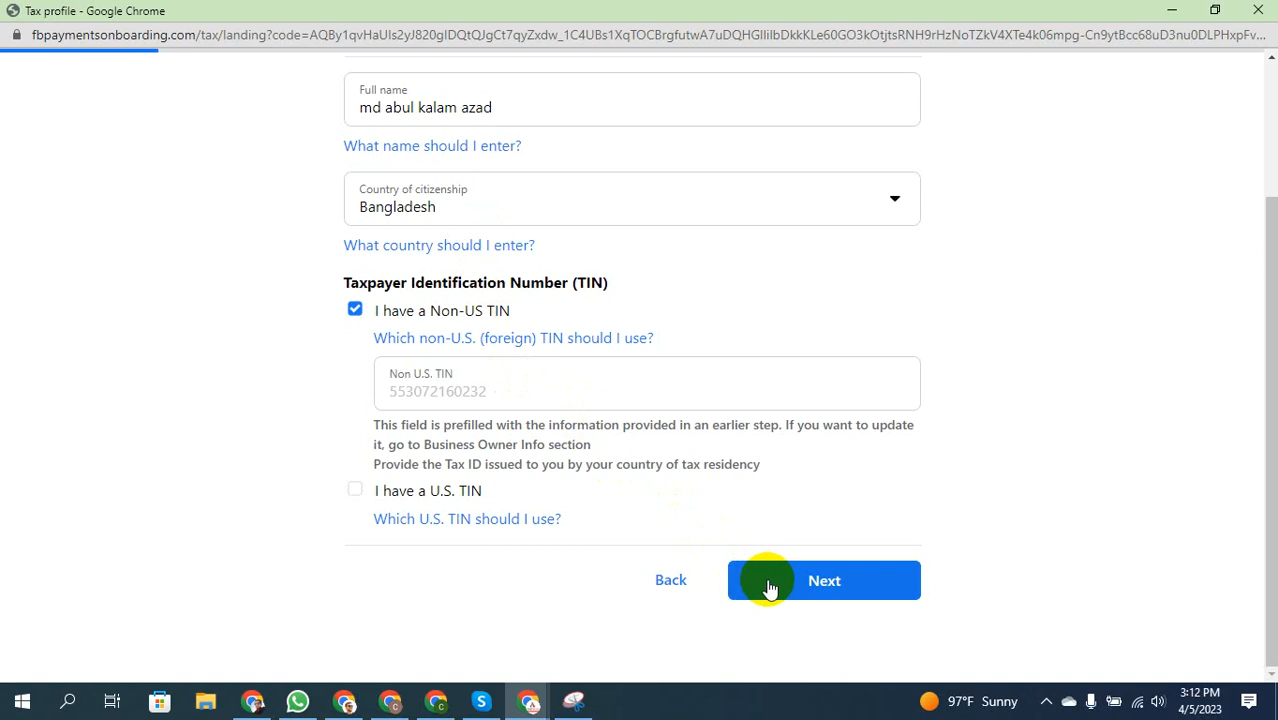 Tax profile - Google Chrome
fbpaymentsonboarding.com/tax/landing?code=
Full name
md abul kalam azad
What name should I enter?
Country of citizenship
Bangladesh
What country should I enter?
Taxpayer Identification Number (TIN)
I have a Non-US TIN
Which non-U.S. (foreign) TIN should I use?
Non U.S. TIN
553072160232
This field is prefilled with the information provided in an earlier step. If you want to update
it, go to Business Owner Info section
Provide the Tax ID issued to you by your country of tax residency
I have a U.S. TIN
Which U.S. TIN should I use?
Back
Next
97°F Sunny
3:12 PM
4/5/2023